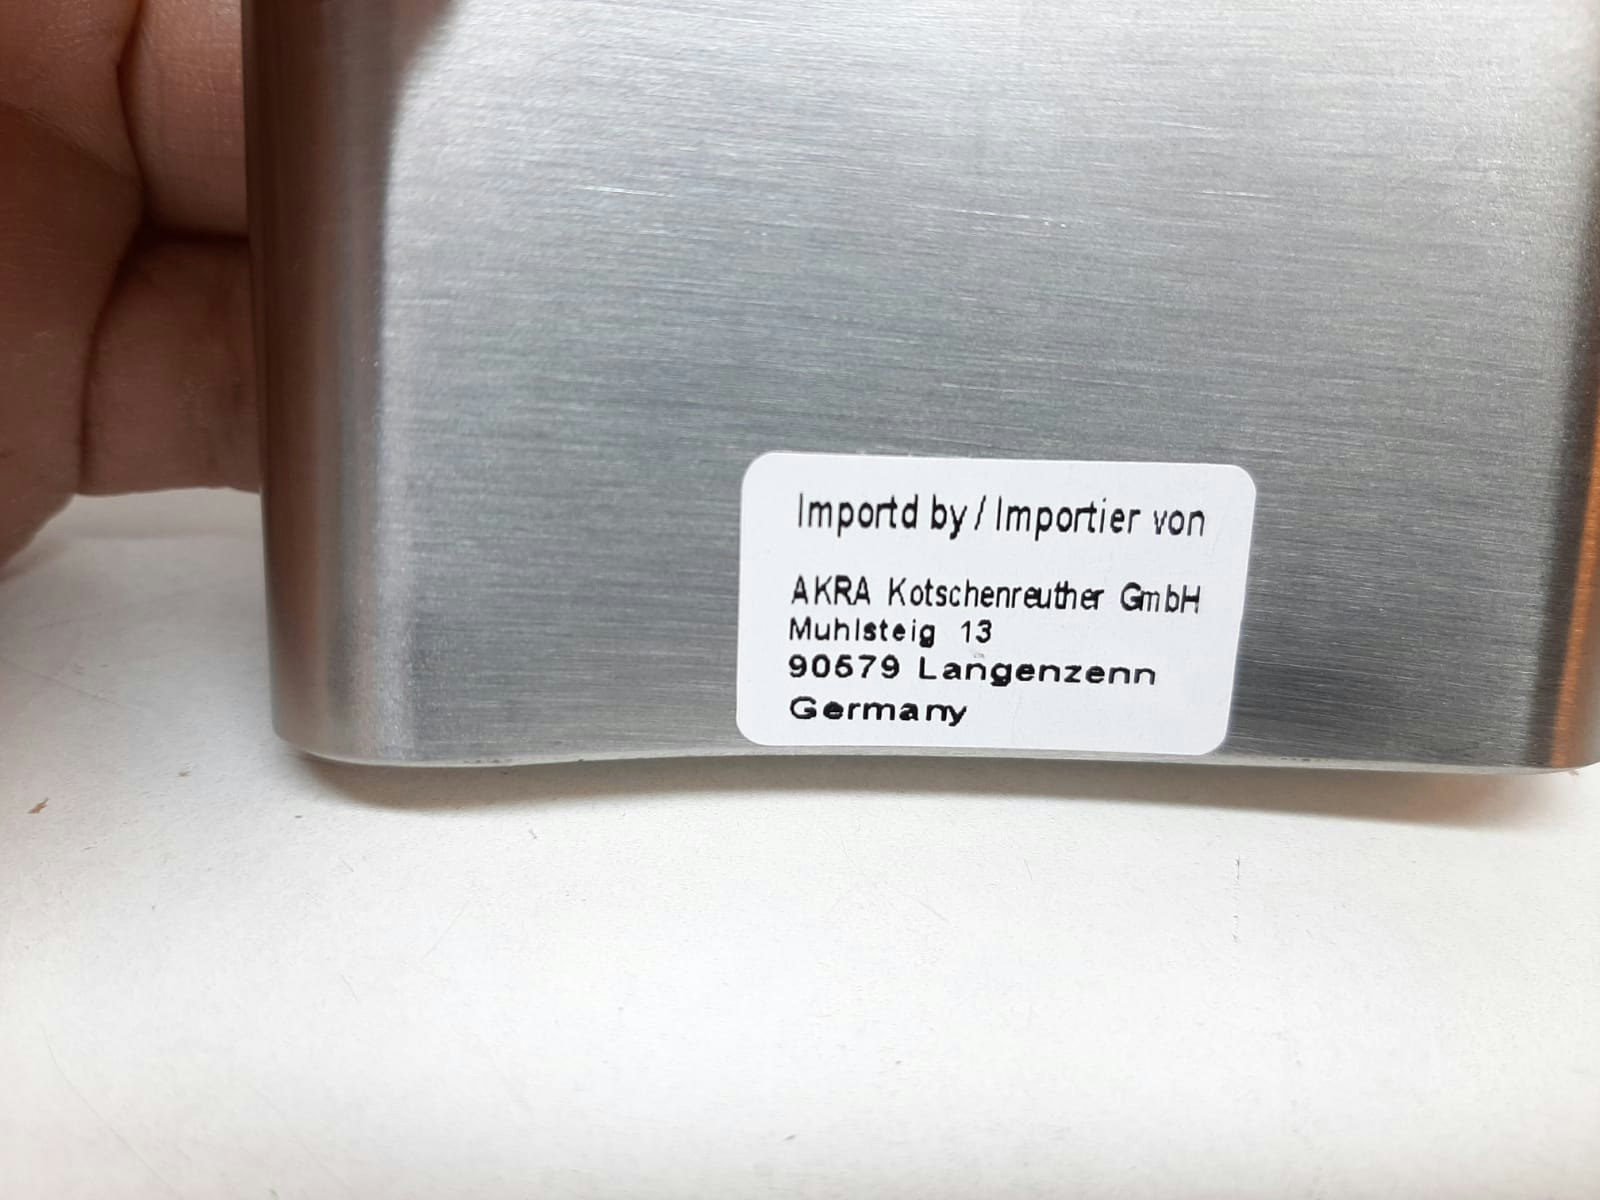 Importd by / Importier von
AKRA Kotschenreuther GmbH
Muhlsteig 13
90579 Langenzenn
Germany